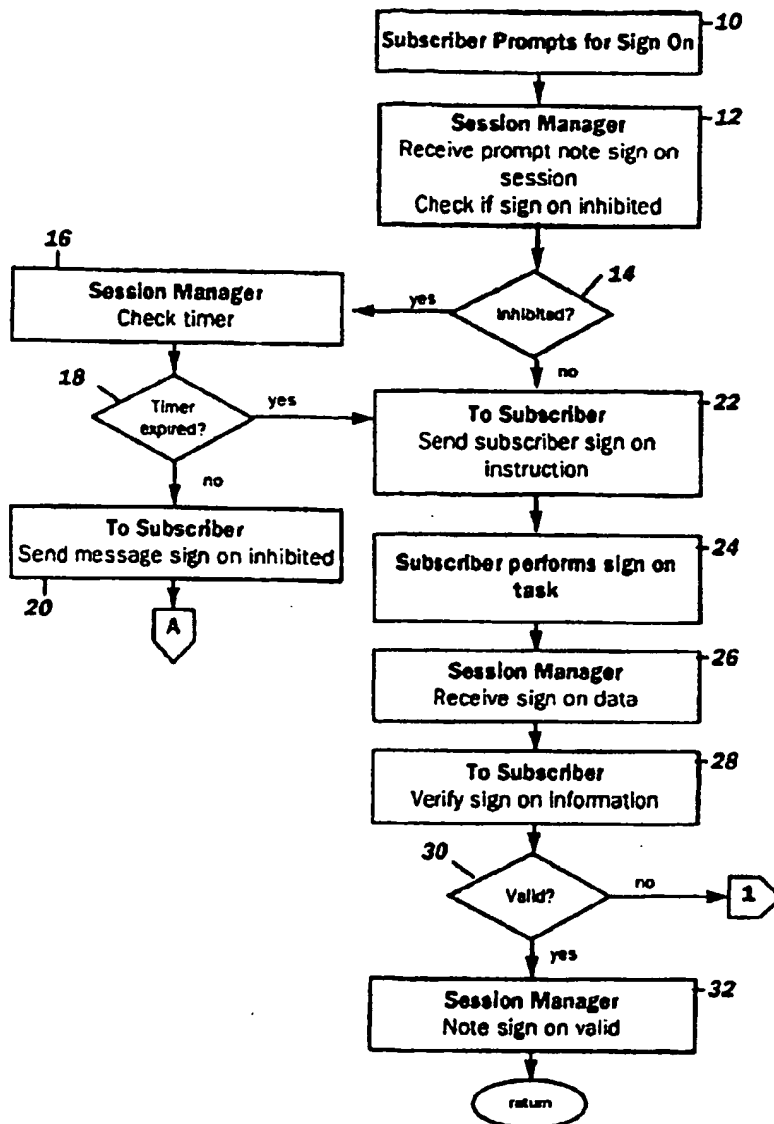 10
Subscriber Prompts for Sign On
12
Session Manager
Receive prompt note sign on
session
Check if sign on inhibited
14
Inhibited?
yes
no
16
Session Manager
Check timer
18
Timer
expired?
yes
no
To Subscriber
Send message sign on inhibited
20
A
22
To Subscriber
Send subscriber sign on
instruction
24
Subscriber performs sign on
task
26
Session Manager
Receive sign on data
28
To Subscriber
Verify sign on information
30
Valid?
no
1
yes
32
Session Manager
Note sign on valid
return